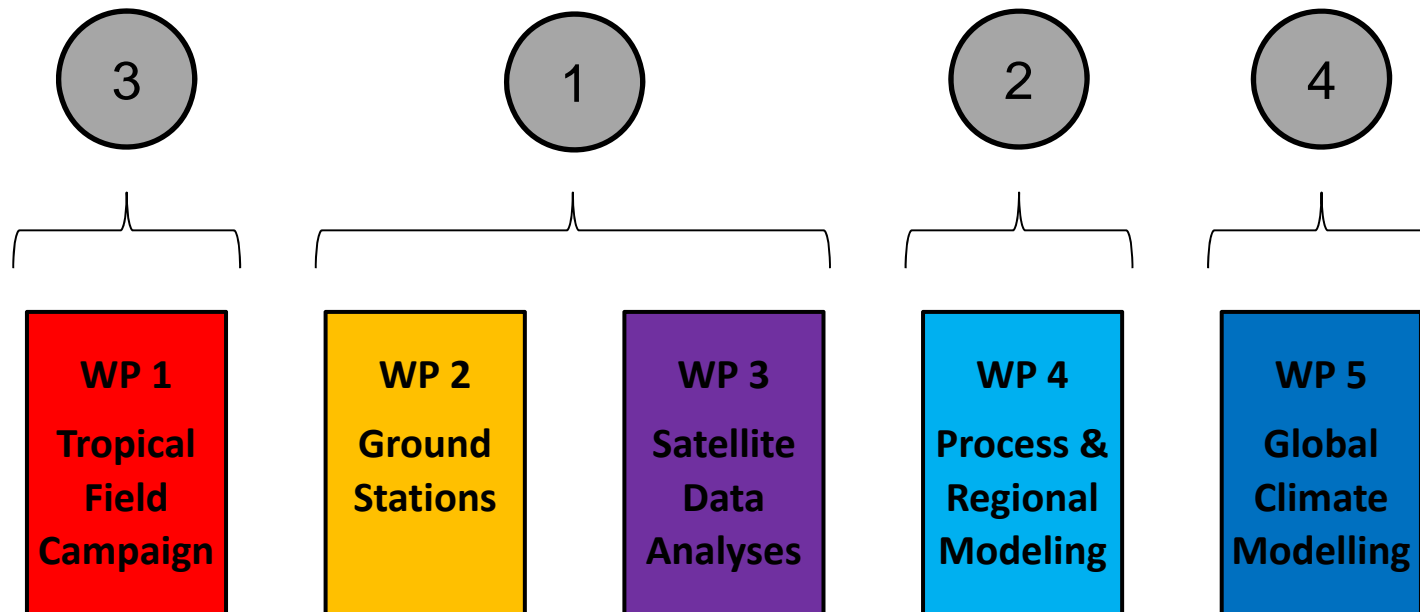 3
1
2
4
WP 1
Tropical
Field
Campaign
WP 2
Ground
Stations
WP 3
Satellite
Data
Analyses
WP 4
Process &
Regional
Modeling
WP 5
Global
Climate
Modelling